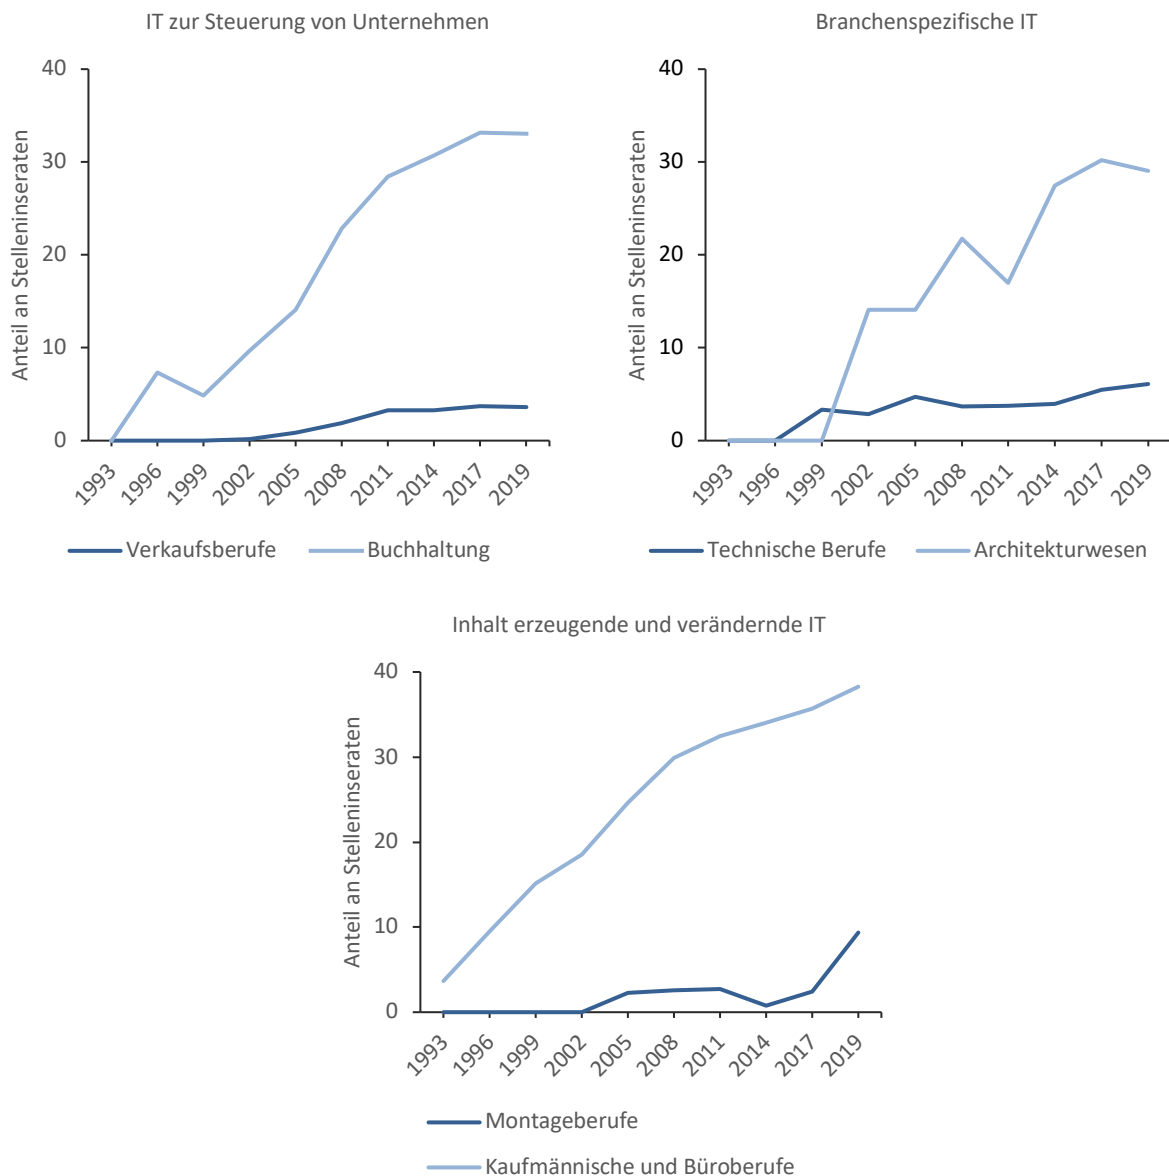 IT zur Steuerung von Unternehmen
Anteil an Stelleninseraten
40
30
20
10
0
1993 1996 1999 2002 2005 2008 2011 2014 2017 2019
Verkaufsberufe Buchhaltung
Branchenspezifische IT
Anteil an Stelleninseraten
40
30
20
10
0
1993 1996 1999 2002 2005 2008 2011 2014 2017 2019
Technische Berufe Architekturwesen
Inhalt erzeugende und verändernde IT
Anteil an Stelleninseraten
40
30
20
10
0
1993 1996 1999 2002 2005 2008 2011 2014 2017 2019
Montageberufe
Kaufmännische und Büroberufe